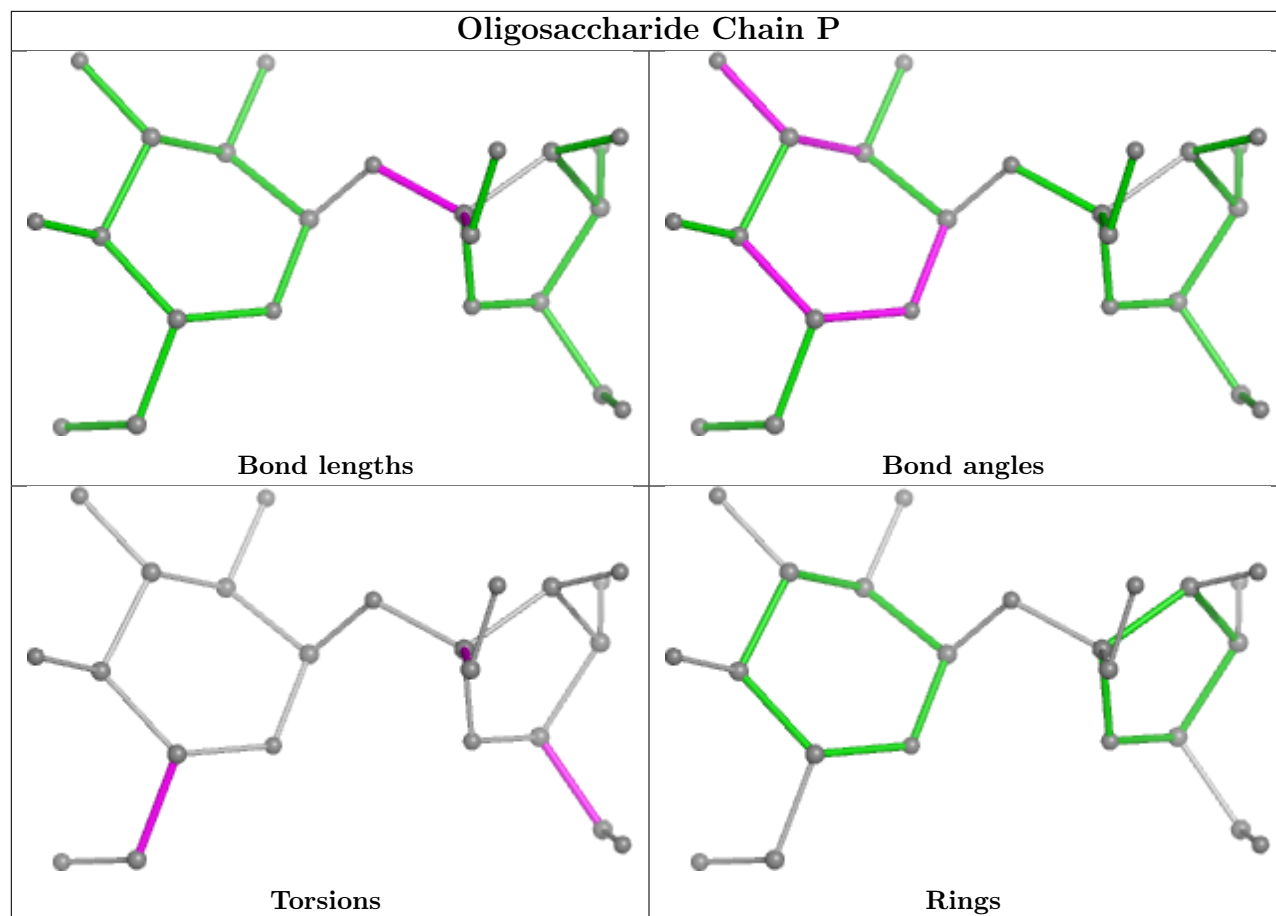 Oligosaccharide Chain P
Bond lengths
Bond angles
Torsions
Rings